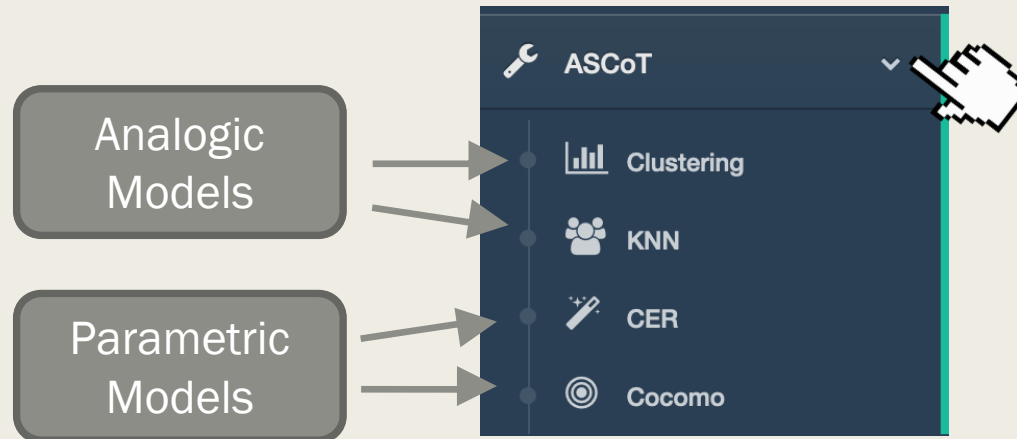 Analogic
Models
Parametric
Models
ASCoT
Clustering
KNN
CER
Cocomo